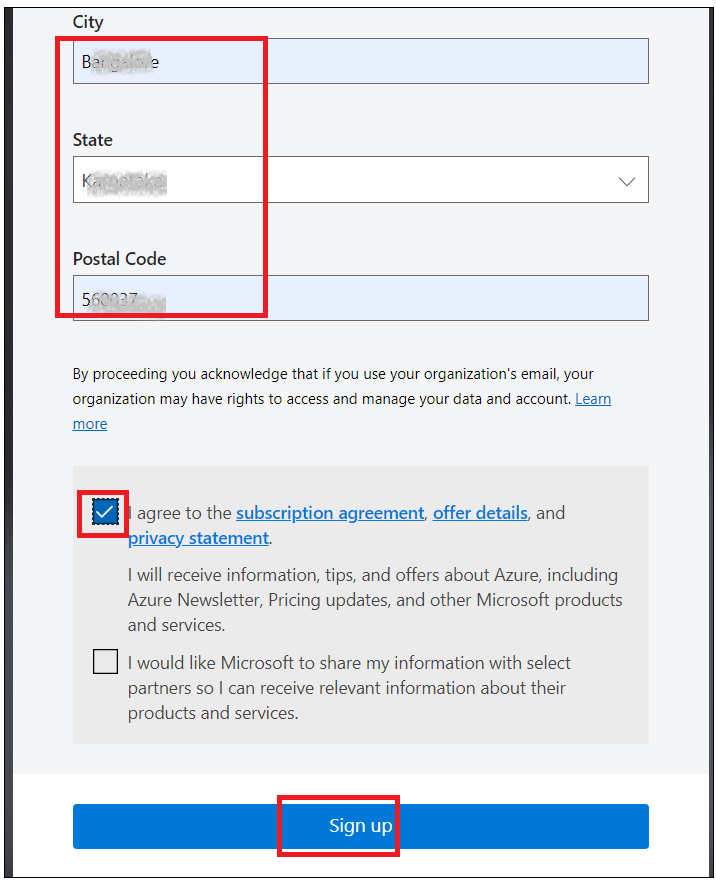 City
State
Postal Code
By proceeding you acknowledge that if you use your organization's email, your
organization may have rights to access and manage your data and account. Learn
more
I agree to the subscription agreement, offer details, and
privacy statement.
I will receive information, tips, and offers about Azure, including
Azure Newsletter, Pricing updates, and other Microsoft products
and services.
I would like Microsoft to share my information with select
partners so I can receive relevant information about their
products and services.
Sign up